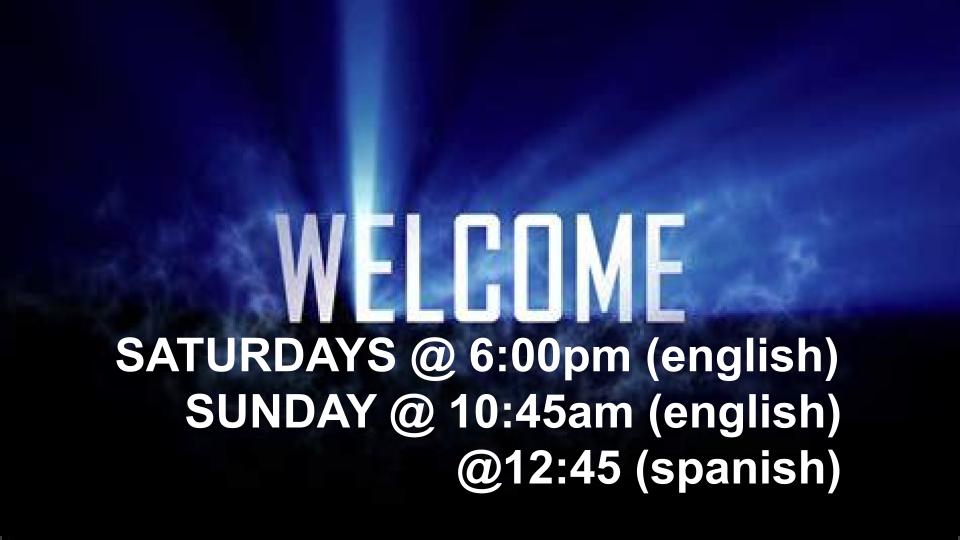 WELCOME
SATURDAYS @ 6:00pm (english)
SUNDAY @ 10:45am (english)
@12:45 (spanish)